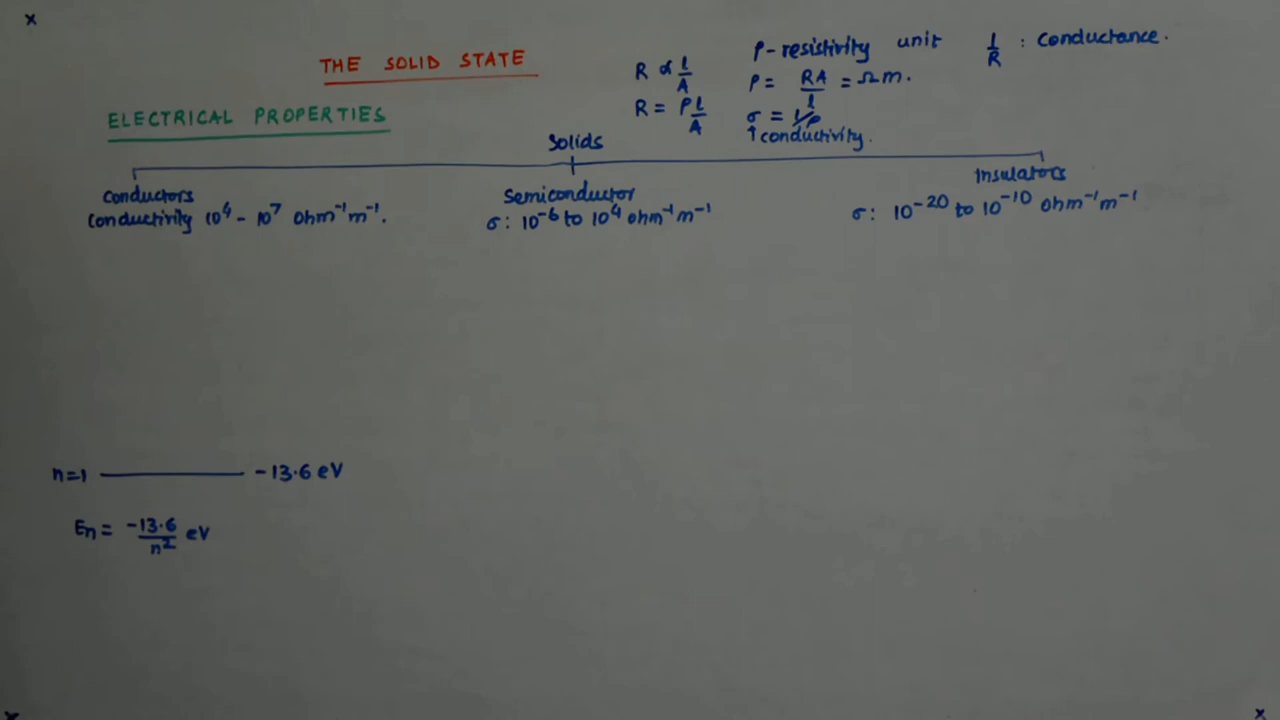 THE SOLID STATE
R ∝ l/A
ρ-resistivity unit
1/R : Conductance.
ρ = RA/l = Ωm.
R = ρl/A
σ = 1/ρ
↑conductivity.
ELECTRICAL PROPERTIES
Solids
Conductors
Conductivity 10⁴ - 10⁷ Ohm⁻¹m⁻¹.
Semiconductor
σ: 10⁻⁶ to 10⁴ ohm⁻¹m⁻¹
Insulators
σ: 10⁻²⁰ to 10⁻¹⁰ ohm⁻¹m⁻¹
n=1 -13.6 eV
En = -13.6/n² eV